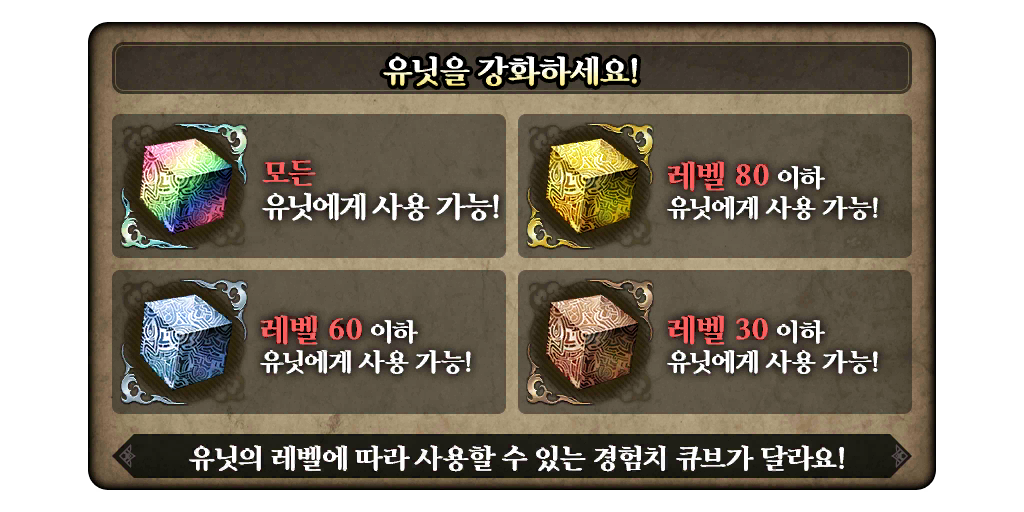 유닛을 강화하세요!
모든
유닛에게 사용 가능!
레벨 80 이하
유닛에게 사용 가능!
레벨 60 이하
유닛에게 사용 가능!
레벨 30 이하
유닛에게 사용 가능!
유닛의 레벨에 따라 사용할 수 있는 경험치 큐브가 달라요!